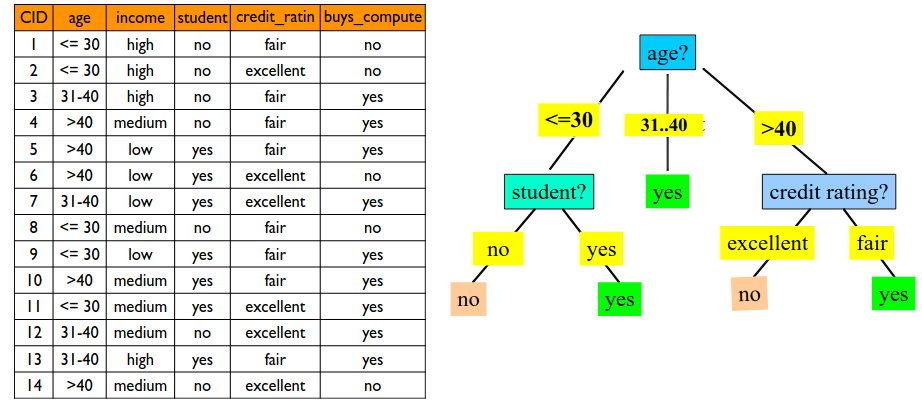 CID age income student credit_ratin buys_compute
1 <= 30 high no fair no
2 <= 30 high no excellent no
3 31-40 high no fair yes
4 >40 medium no fair yes
5 >40 low yes fair yes
6 >40 low yes excellent no
7 31-40 low yes excellent yes
8 <= 30 medium no fair no
9 <= 30 low yes fair yes
10 >40 medium yes fair yes
11 <= 30 medium yes excellent yes
12 31-40 medium no excellent yes
13 31-40 high yes fair yes
14 >40 medium no excellent no
age?
<=30 31..40 >40
student? yes credit rating?
no yes excellent fair
no yes no yes